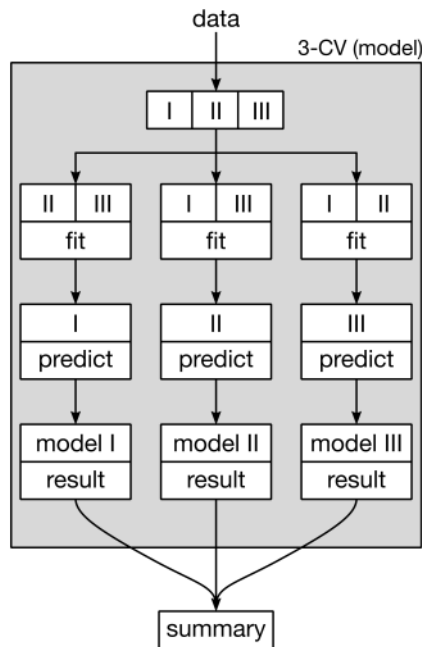 data
3-CV (model)
I II III
II III I III I II
fit fit fit
I II III
predict predict predict
model I model II model III
result result result
summary